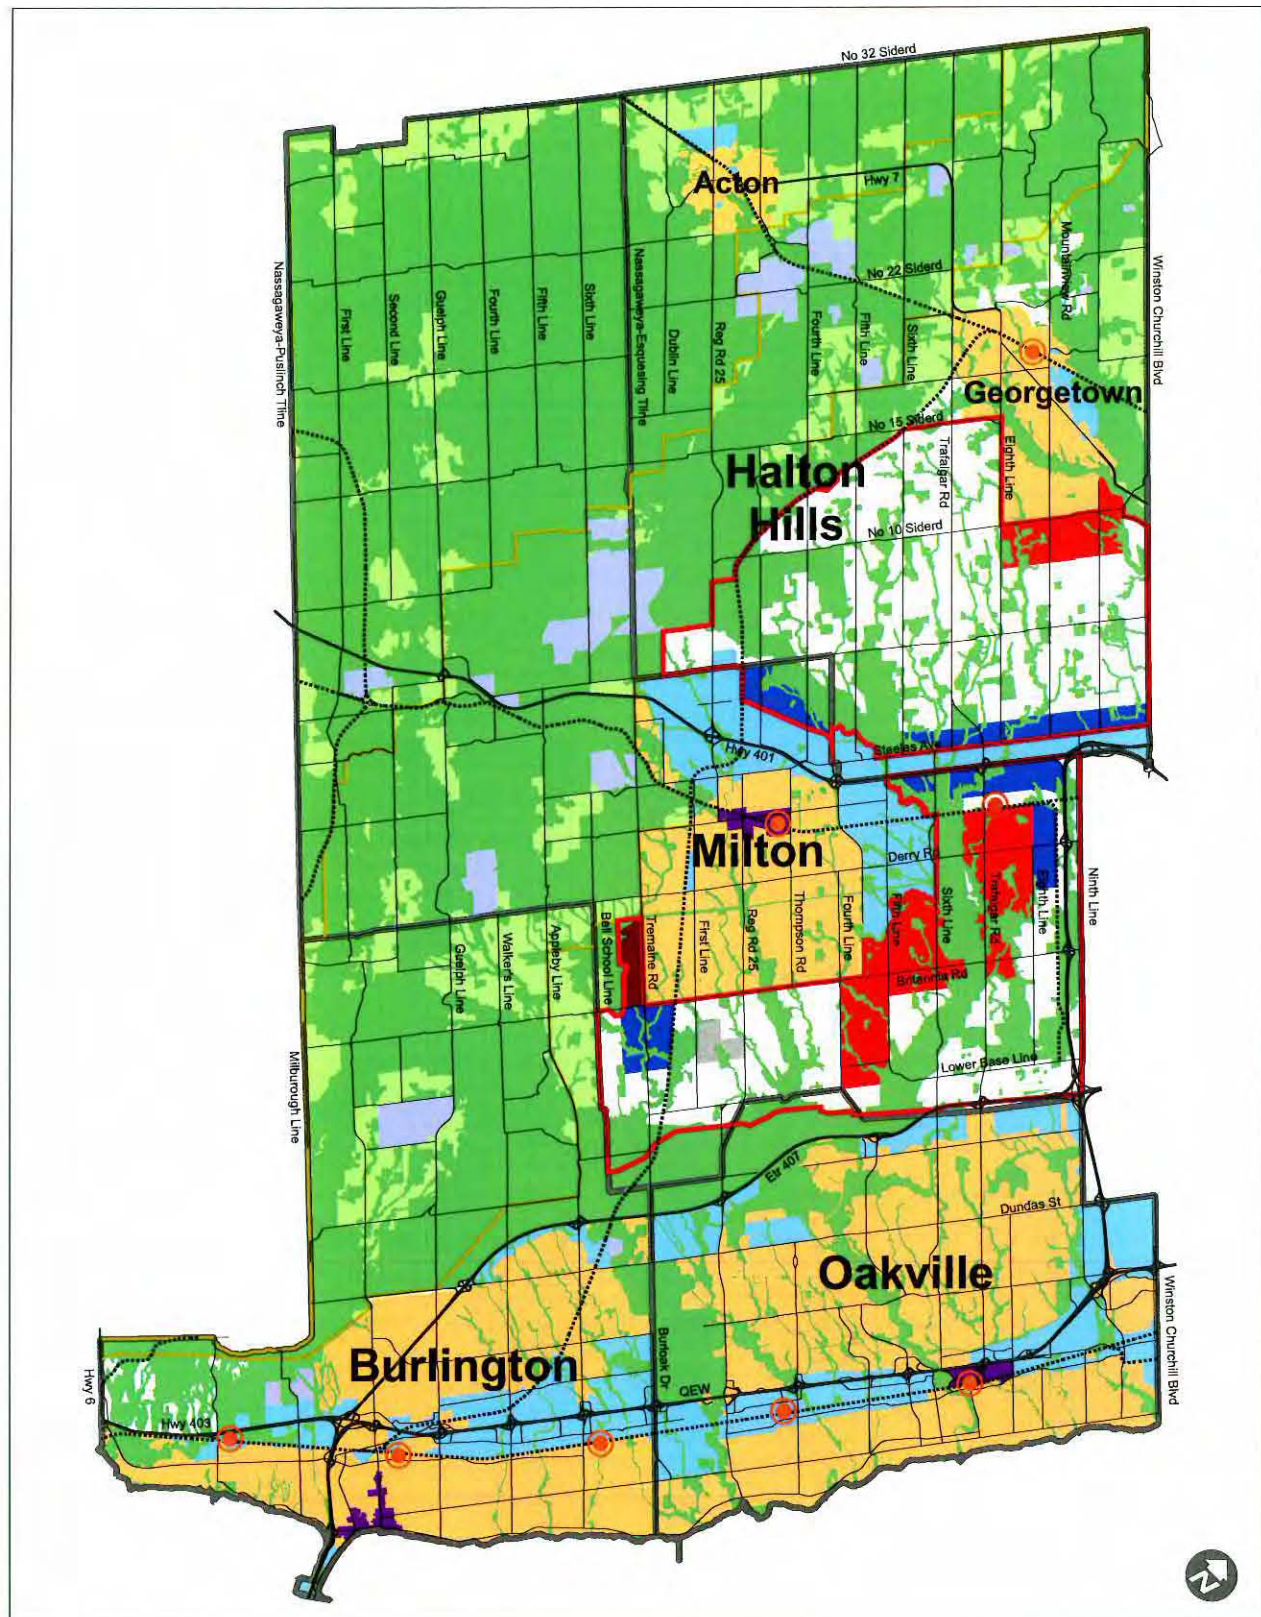 No 32 Siderd
Acton
Hwy 7
Mountainview Rd
No 22 Siderd
Winston Churchill Blvd
Nassagaweya-Puslinch Tline
First Line
Second Line
Guelph Line
Fourth Line
Fifth Line
Sixth Line
Nassagaweya-Esquesing Tline
Dublin Line
Reg Rd 25
Fourth Line
Fifth Line
Sixth Line
Georgetown
No 15 Siderd
Trafalgar Rd
Eighth Line
Halton
Hills
No 10 Siderd
Steeles Ave
Hwy 401
Milton
Derry Rd
Guelph Line
Walker's Line
Appleby Line
Bell School Line
Tremaine Rd
First Line
Reg Rd 25
Thompson Rd
Fourth Line
Fifth Line
Sixth Line
Trafalgar Rd
Eighth Line
Ninth Line
Britannia Rd
Lower Base Line
Milburough Line
Etr 407
Dundas St
Oakville
Winston Churchill Blvd
Burlington
Burloak Dr
QEW
Hwy 6
Hwy 403
N